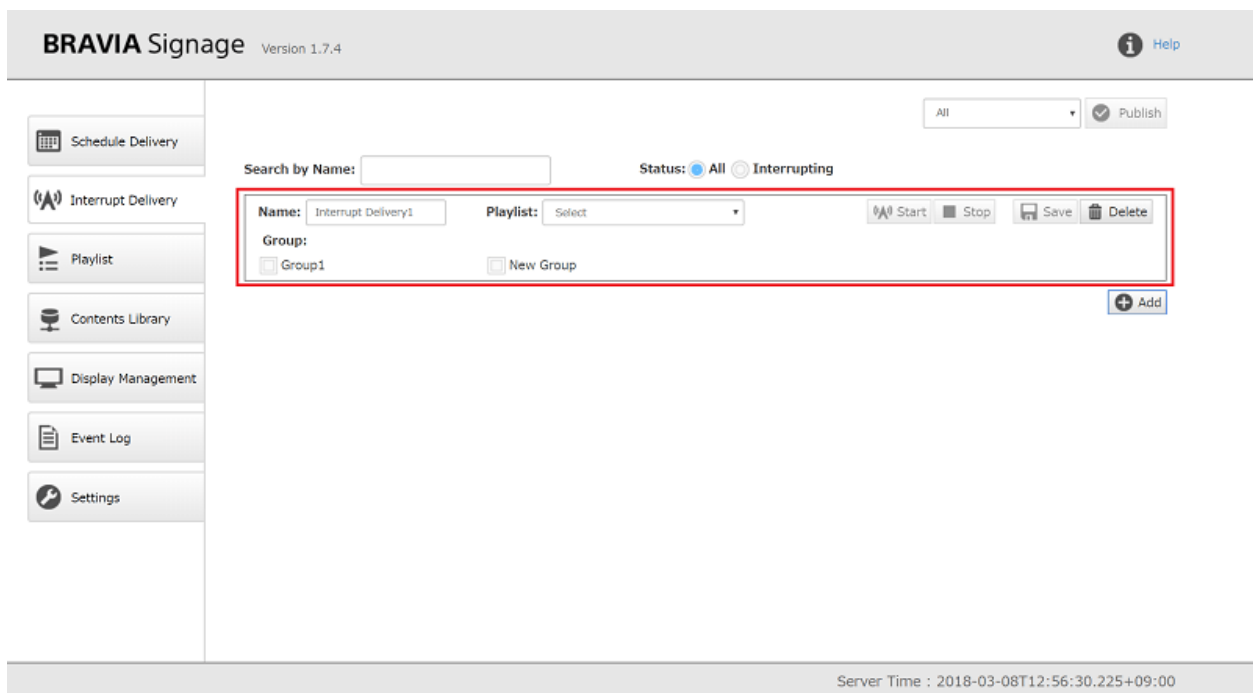 BRAVIA Signage Version 1.7.4 Help
All Publish
Schedule Delivery
Search by Name: Status: All Interrupting
Interrupt Delivery
Name: Interrupt Delivery1 Playlist: Select Start Stop Save Delete
Group:
Playlist
Group1 New Group
Add
Contents Library
Display Management
Event Log
Settings
Server Time : 2018-03-08T12:56:30.225+09:00